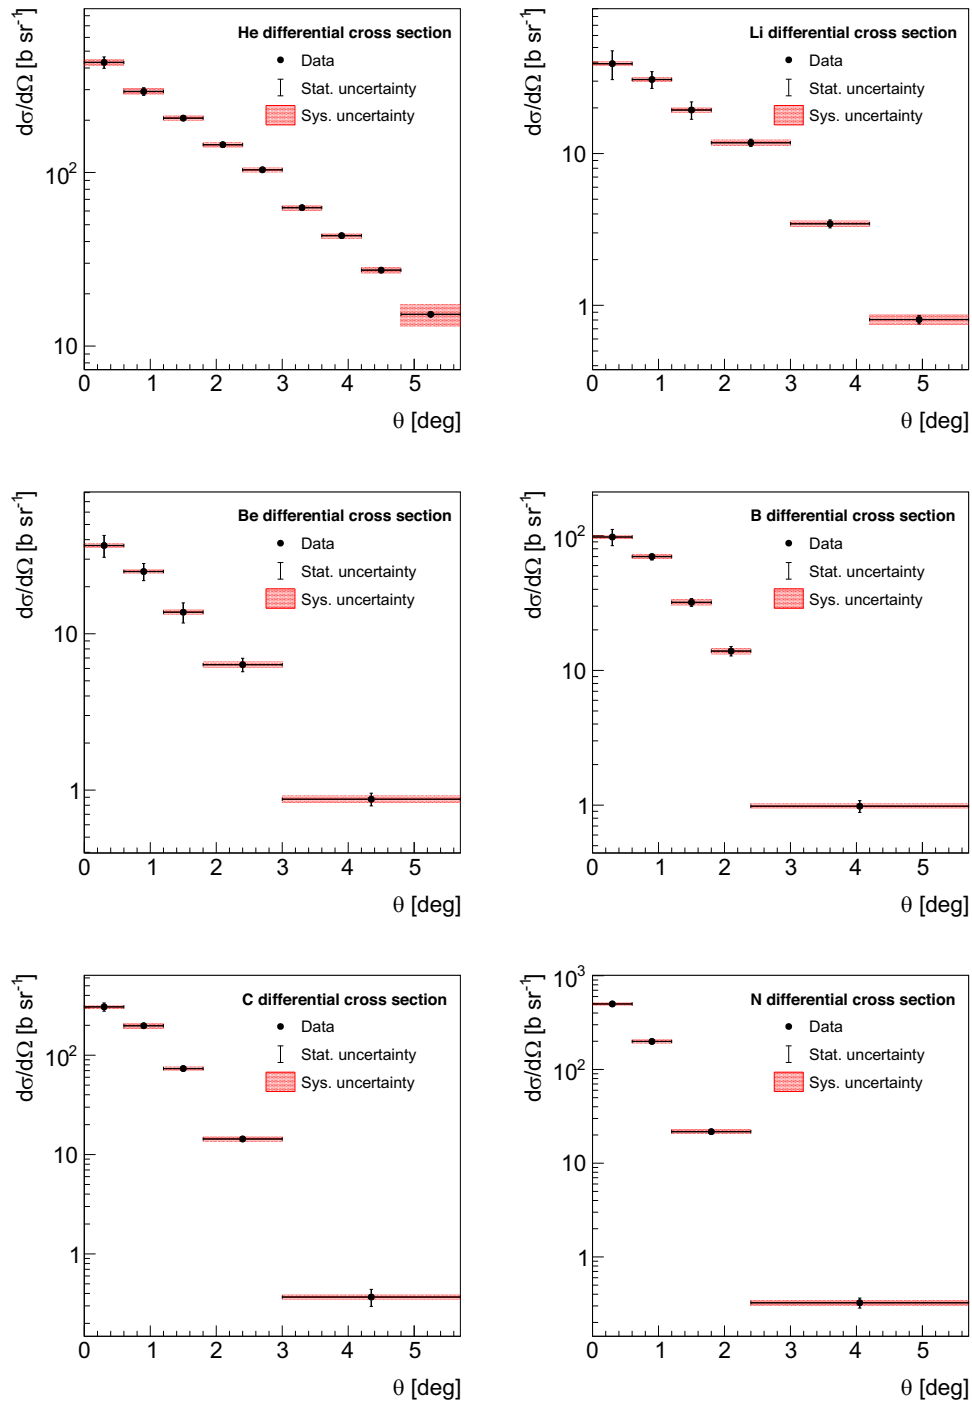 He differential cross section
dσ/dΩ [b sr⁻¹]
Data
Stat. uncertainty
Sys. uncertainty
10²
10
0 1 2 3 4 5
θ [deg]
Li differential cross section
dσ/dΩ [b sr⁻¹]
Data
Stat. uncertainty
Sys. uncertainty
10
1
0 1 2 3 4 5
θ [deg]
Be differential cross section
dσ/dΩ [b sr⁻¹]
Data
Stat. uncertainty
Sys. uncertainty
10
1
0 1 2 3 4 5
θ [deg]
B differential cross section
dσ/dΩ [b sr⁻¹]
Data
Stat. uncertainty
Sys. uncertainty
10²
10
1
0 1 2 3 4 5
θ [deg]
C differential cross section
dσ/dΩ [b sr⁻¹]
Data
Stat. uncertainty
Sys. uncertainty
10²
10
1
0 1 2 3 4 5
θ [deg]
N differential cross section
dσ/dΩ [b sr⁻¹]
Data
Stat. uncertainty
Sys. uncertainty
10³
10²
10
1
0 1 2 3 4 5
θ [deg]